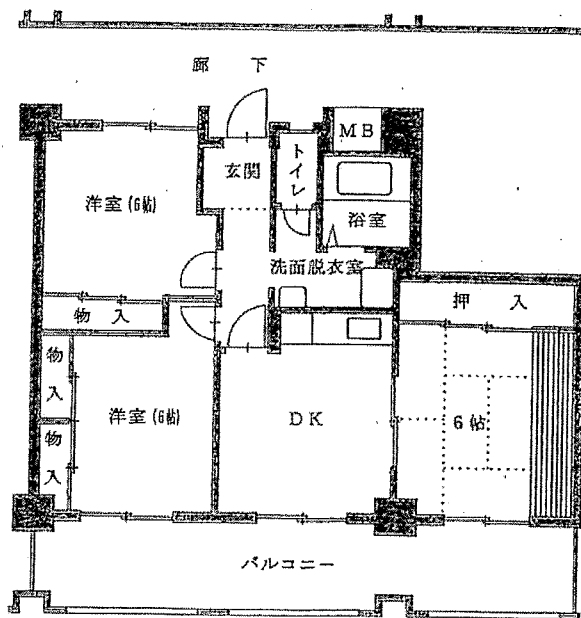 廊下
MB
トイレ
玄関
洋室(6帖)
浴室
洗面脱衣室
物入
押入
物入
洋室(6帖)
DK
6帖
物入
バルコニー